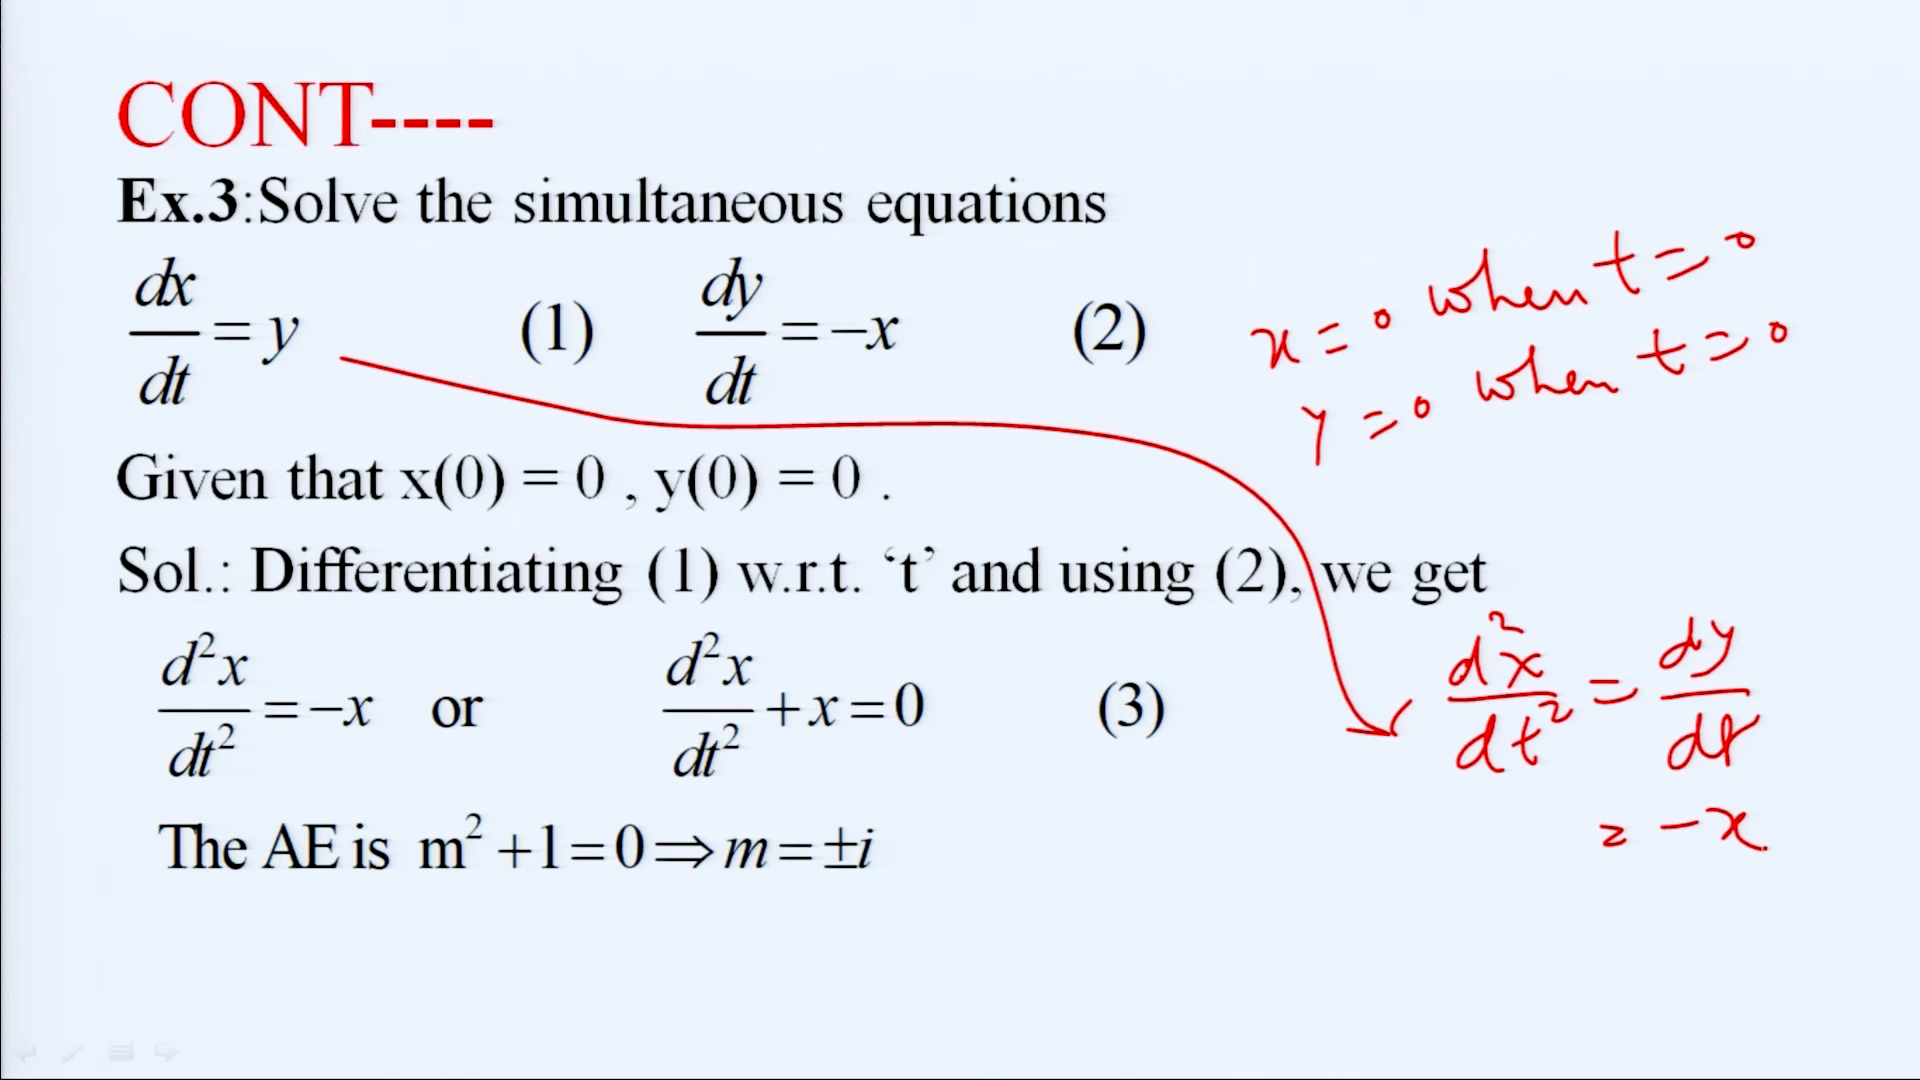 CONT----
Ex.3:Solve the simultaneous equations
dx/dt = y (1) dy/dt = −x (2)
x = 0 when t = 0
y = 0 when t = 0
Given that x(0) = 0 , y(0) = 0 .
Sol.: Differentiating (1) w.r.t. ‘t’ and using (2), we get
d²x/dt² = −x or d²x/dt² + x = 0 (3)
d²x/dt² = dy/dt
= −x
The AE is m² + 1 = 0 ⇒ m = ±i